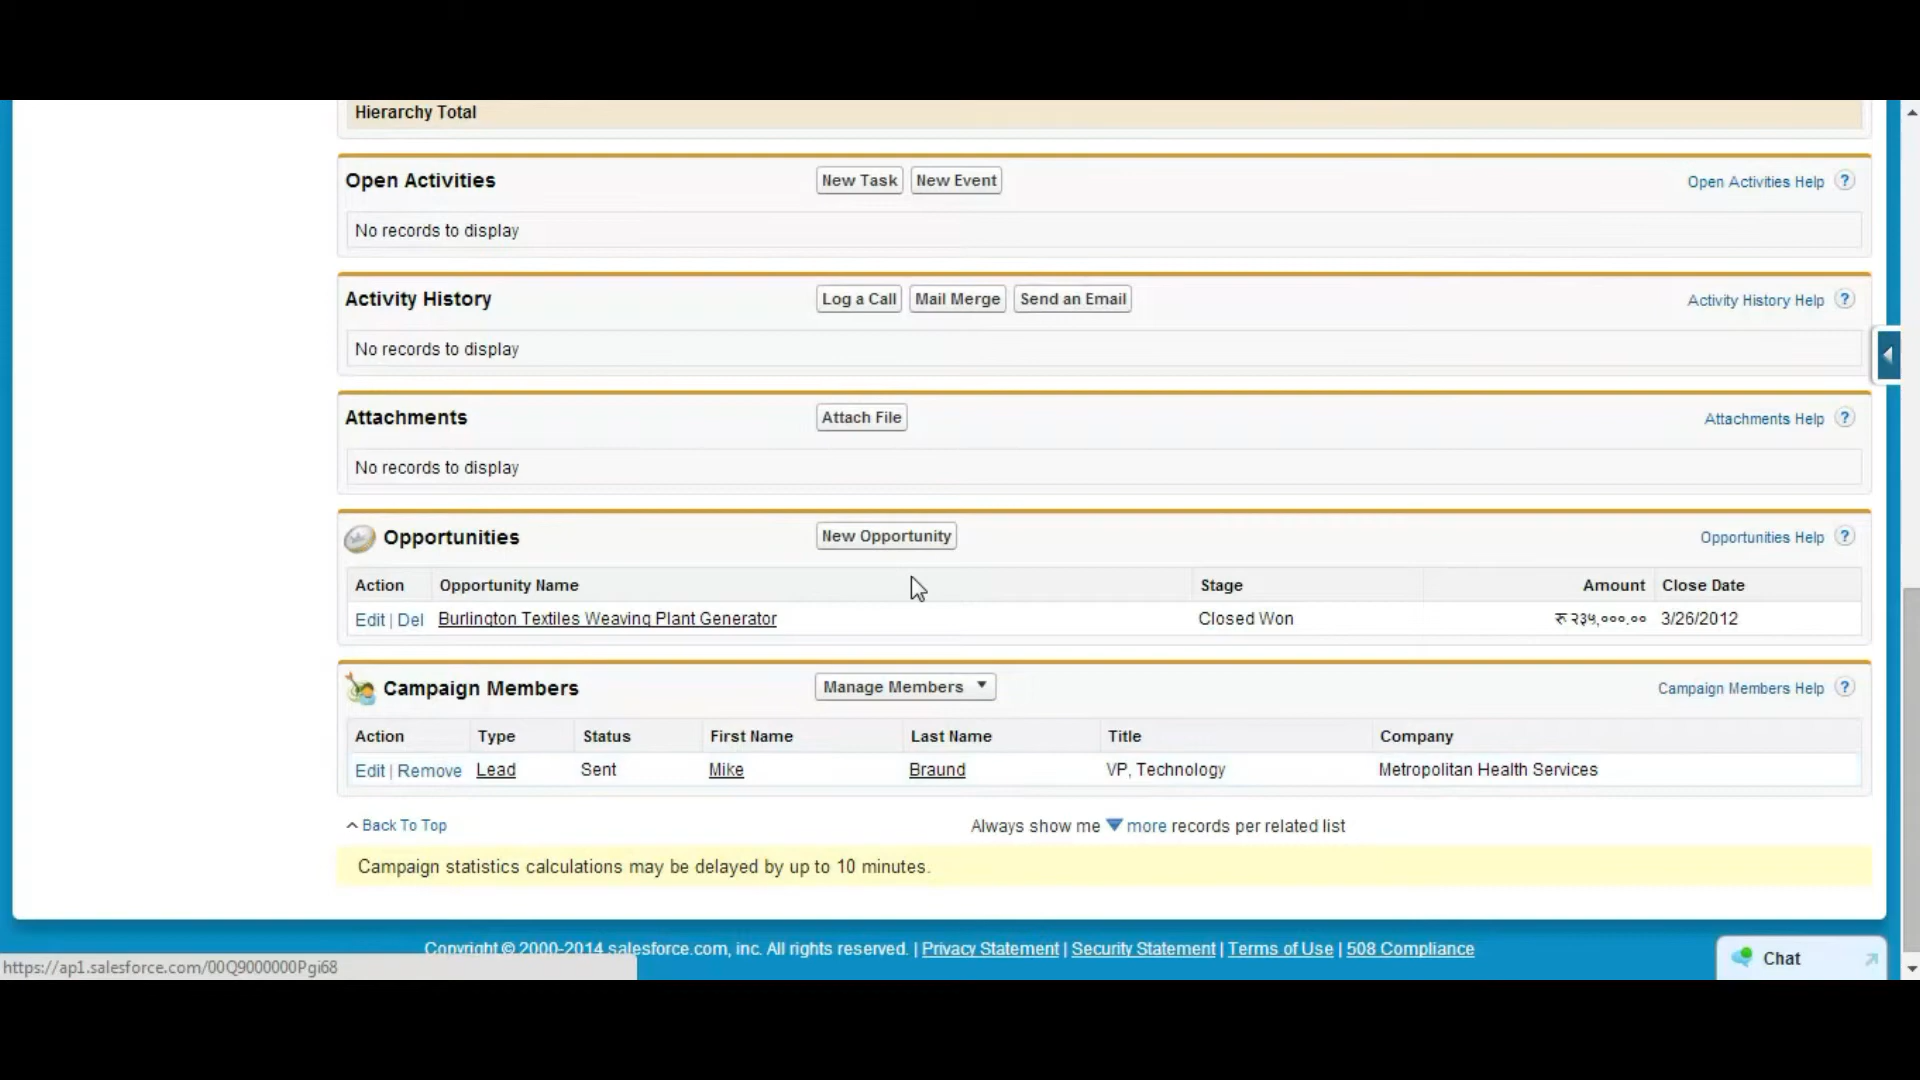 Hierarchy Total
Open Activities New Task New Event Open Activities Help ?
No records to display
Activity History Log a Call Mail Merge Send an Email Activity History Help ?
No records to display
Attachments Attach File Attachments Help ?
No records to display
Opportunities New Opportunity Opportunities Help ?
Action Opportunity Name Stage Amount Close Date
Edit | Del Burlington Textiles Weaving Plant Generator Closed Won रु २३५,०००.०० 3/26/2012
Campaign Members Manage Members Campaign Members Help ?
Action Type Status First Name Last Name Title Company
Edit | Remove Lead Sent Mike Braund VP, Technology Metropolitan Health Services
Back To Top Always show me more records per related list
Campaign statistics calculations may be delayed by up to 10 minutes.
Copyright © 2000-2014 salesforce.com, inc. All rights reserved. | Privacy Statement | Security Statement | Terms of Use | 508 Compliance
Chat
https://ap1.salesforce.com/00Q9000000Pgi68